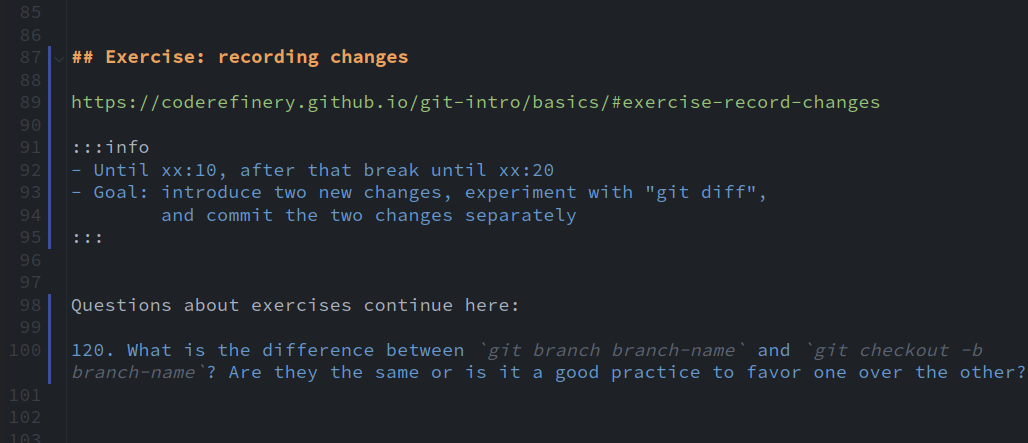 85
86
87 ## Exercise: recording changes
88
89 https://coderefinery.github.io/git-intro/basics/#exercise-record-changes
90
91 :::info
92 - Until xx:10, after that break until xx:20
93 - Goal: introduce two new changes, experiment with "git diff",
94 and commit the two changes separately
95 :::
96
97
98 Questions about exercises continue here:
99
100 120. What is the difference between `git branch branch-name` and `git checkout -b
branch-name`? Are they the same or is it a good practice to favor one over the other?
101
102
103